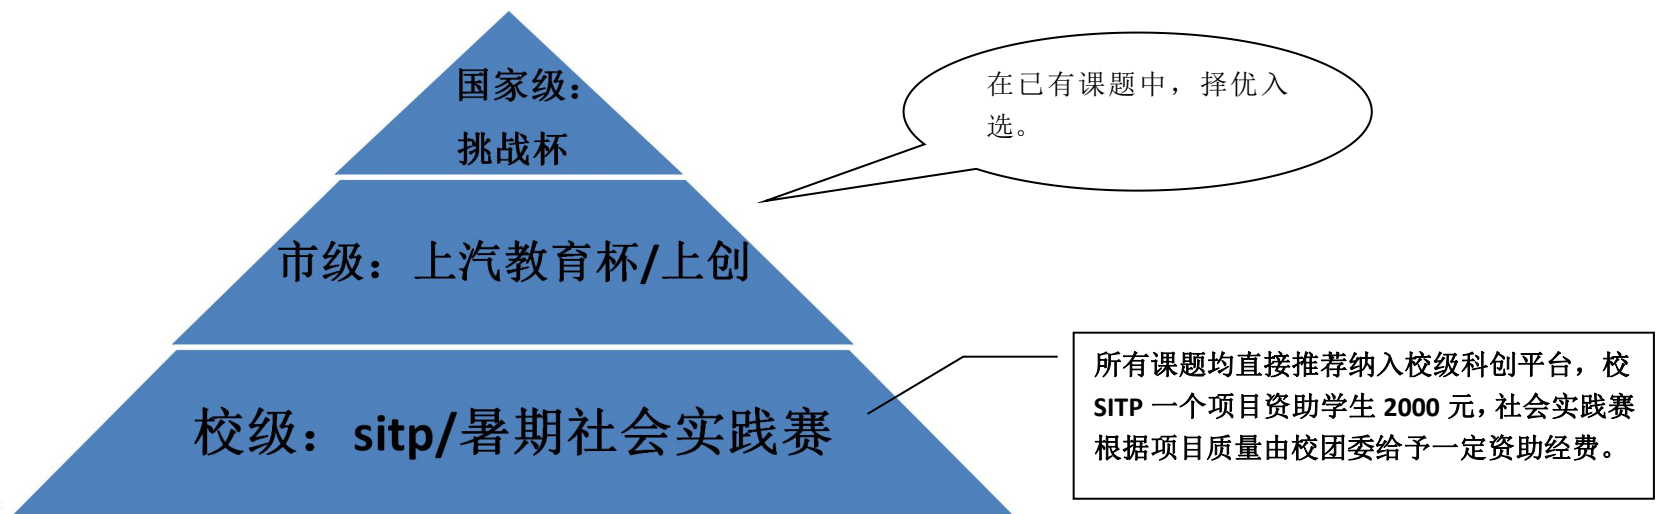 国家级：
挑战杯
在已有课题中，择优入
选。
市级：上汽教育杯/上创
校级：sitp/暑期社会实践赛
所有课题均直接推荐纳入校级科创平台，校
SITP 一个项目资助学生 2000 元，社会实践赛
根据项目质量由校团委给予一定资助经费。